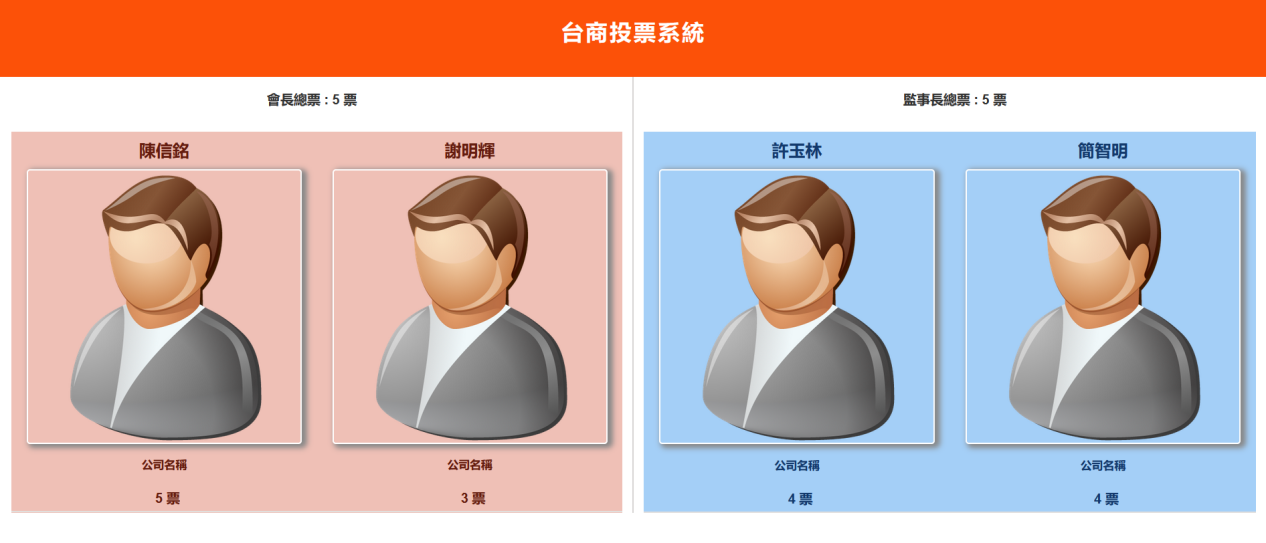 台商投票系統
會長總票 : 5 票
陳信銘
謝明輝
公司名稱
公司名稱
5 票
3 票
監事長總票 : 5 票
許玉林
簡智明
公司名稱
公司名稱
4 票
4 票